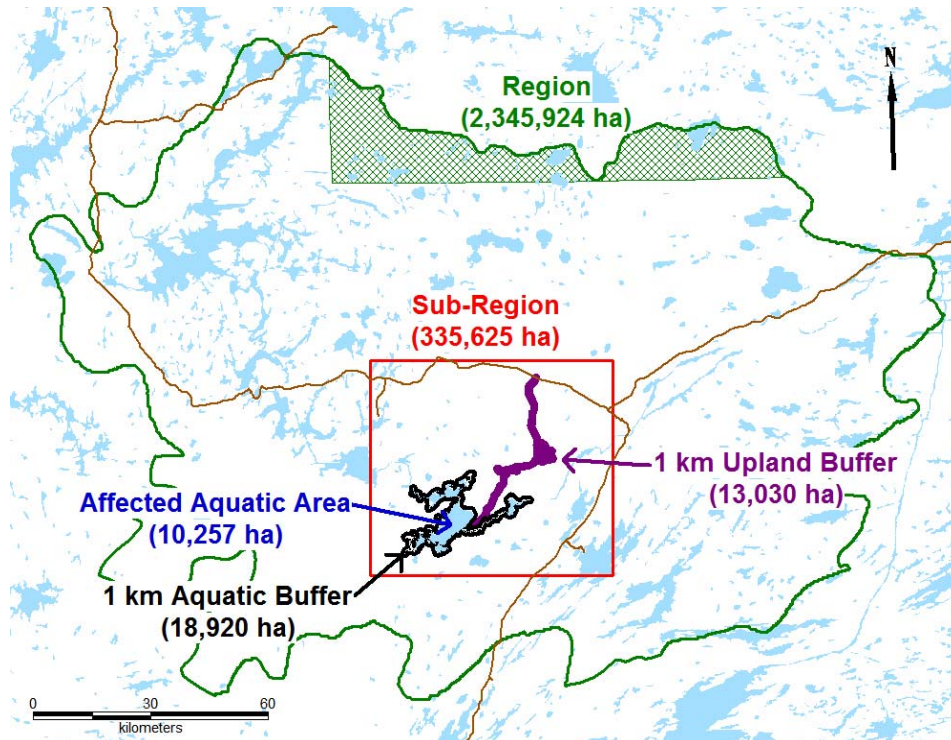 N
Region
(2,345,924 ha)
Sub-Region
(335,625 ha)
1 km Upland Buffer
(13,030 ha)
Affected Aquatic Area
(10,257 ha)
1 km Aquatic Buffer
(18,920 ha)
0 30 60
kilometers